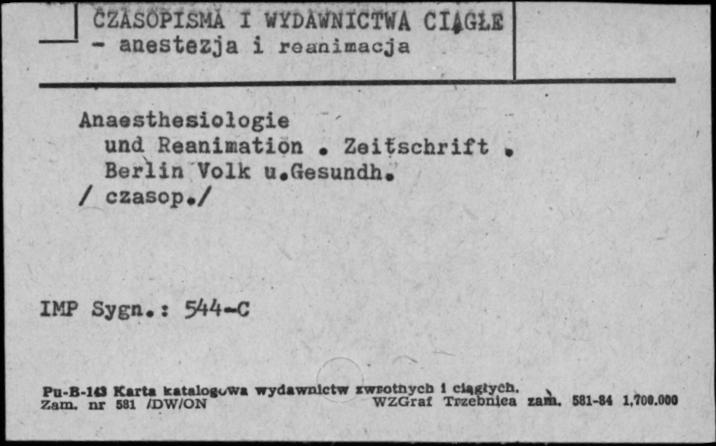 CZASOPISMA I WYDAWNICTWA CIĄGŁE
- anestezja i reanimacja
Anaesthesiologie
und Reanimation . Zeitschrift .
Berlin Volk u.Gesundh.
/ czasop./
IMP Sygn.: 544-C
Pu-B-143 Karta katalogowa wydawnictw zwrotnych i ciągłych.
Zam. nr 581 /DW/ON WZGraf Trzebnica zam. 581-84 1,700.000